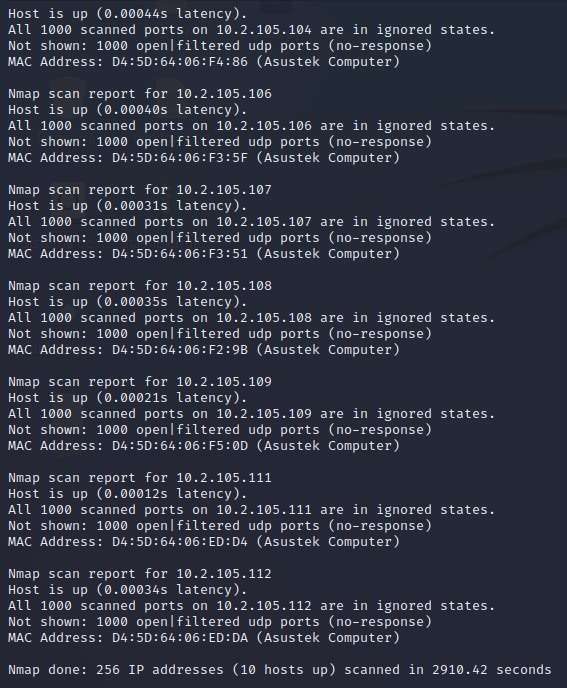 Host is up (0.00044s latency).
All 1000 scanned ports on 10.2.105.104 are in ignored states.
Not shown: 1000 open|filtered udp ports (no-response)
MAC Address: D4:5D:64:06:F4:86 (Asustek Computer)

Nmap scan report for 10.2.105.106
Host is up (0.00040s latency).
All 1000 scanned ports on 10.2.105.106 are in ignored states.
Not shown: 1000 open|filtered udp ports (no-response)
MAC Address: D4:5D:64:06:F3:5F (Asustek Computer)

Nmap scan report for 10.2.105.107
Host is up (0.00031s latency).
All 1000 scanned ports on 10.2.105.107 are in ignored states.
Not shown: 1000 open|filtered udp ports (no-response)
MAC Address: D4:5D:64:06:F3:51 (Asustek Computer)

Nmap scan report for 10.2.105.108
Host is up (0.00035s latency).
All 1000 scanned ports on 10.2.105.108 are in ignored states.
Not shown: 1000 open|filtered udp ports (no-response)
MAC Address: D4:5D:64:06:F2:9B (Asustek Computer)

Nmap scan report for 10.2.105.109
Host is up (0.00021s latency).
All 1000 scanned ports on 10.2.105.109 are in ignored states.
Not shown: 1000 open|filtered udp ports (no-response)
MAC Address: D4:5D:64:06:F5:0D (Asustek Computer)

Nmap scan report for 10.2.105.111
Host is up (0.00012s latency).
All 1000 scanned ports on 10.2.105.111 are in ignored states.
Not shown: 1000 open|filtered udp ports (no-response)
MAC Address: D4:5D:64:06:ED:D4 (Asustek Computer)

Nmap scan report for 10.2.105.112
Host is up (0.00034s latency).
All 1000 scanned ports on 10.2.105.112 are in ignored states.
Not shown: 1000 open|filtered udp ports (no-response)
MAC Address: D4:5D:64:06:ED:DA (Asustek Computer)

Nmap done: 256 IP addresses (10 hosts up) scanned in 2910.42 seconds